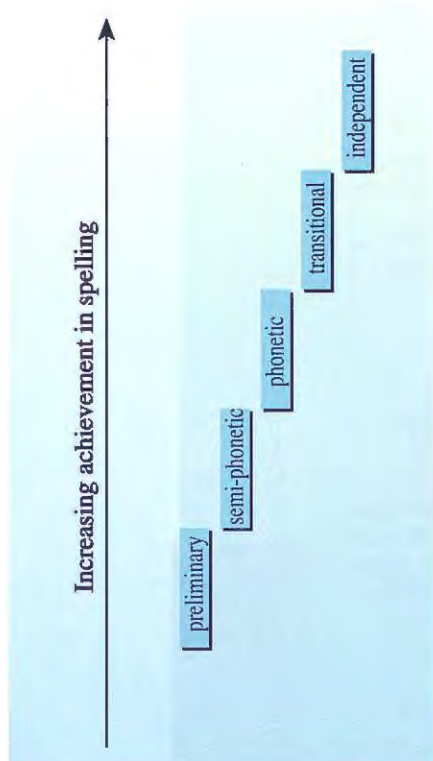 Increasing achievement in spelling
preliminary
semi-phonetic
phonetic
transitional
independent